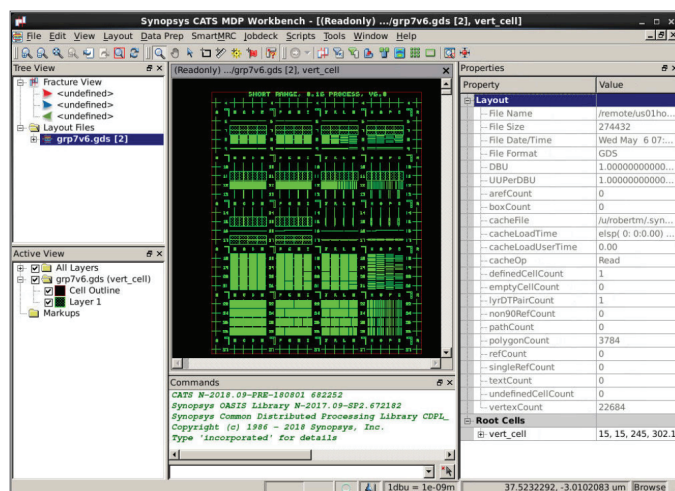 Synopsys CATS MDP Workbench - [(Readonly) .../grp7v6.gds [2], vert_cell]
File Edit View Layout Data Prep SmartMRC Jobdeck Scripts Tools Window Help
Tree View
Fracture View
<undefined>
<undefined>
<undefined>
Layout Files
grp7v6.gds [2]
Active View
All Layers
grp7v6.gds (vert_cell)
Cell Outline
Layer 1
Markups
(Readonly) .../grp7v6.gds [2], vert_cell
SHORT RANGE. 0.1G PROCESS. V6.0
Commands
CATS N-2018.09-PRE-180801 682252
Synopsys OASIS Library N-2017.09-SP2.672182
Synopsys Common Distributed Processing Library CDPL_
Copyright (c) 1986 - 2018 Synopsys, Inc.
Type 'incorporated' for details
Properties
Property Value
Layout
File Name /remote/us01ho...
File Size 274432
File Date/Time Wed May 6 07:...
File Format GDS
DBU 1.00000000000...
UUPerDBU 1.00000000000...
arefCount 0
boxCount 0
cacheFile /u/robertm/.syn...
cacheLoadTime elsp( 0: 0:0.00) ...
cacheLoadUserTime 0.00
cacheOp Read
definedCellCount 1
emptyCellCount 0
lyrDTPairCount 1
non90RefCount 0
pathCount 0
polygonCount 3784
refCount 0
singleRefCount 0
textCount 0
undefinedCellCount 0
vertexCount 22684
Root Cells
vert_cell 15, 15, 245, 302.1
1dbu = 1e-09m
37.5232292, -3.0102083 um
Browse